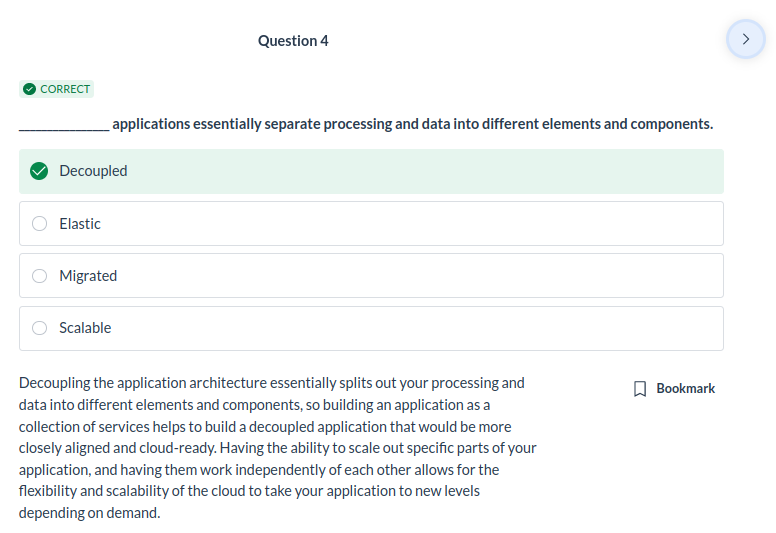 Question 4
CORRECT
_______________ applications essentially separate processing and data into different elements and components.
Decoupled
Elastic
Migrated
Scalable
Decoupling the application architecture essentially splits out your processing and
data into different elements and components, so building an application as a
collection of services helps to build a decoupled application that would be more
closely aligned and cloud-ready. Having the ability to scale out specific parts of your
application, and having them work independently of each other allows for the
flexibility and scalability of the cloud to take your application to new levels
depending on demand.
Bookmark